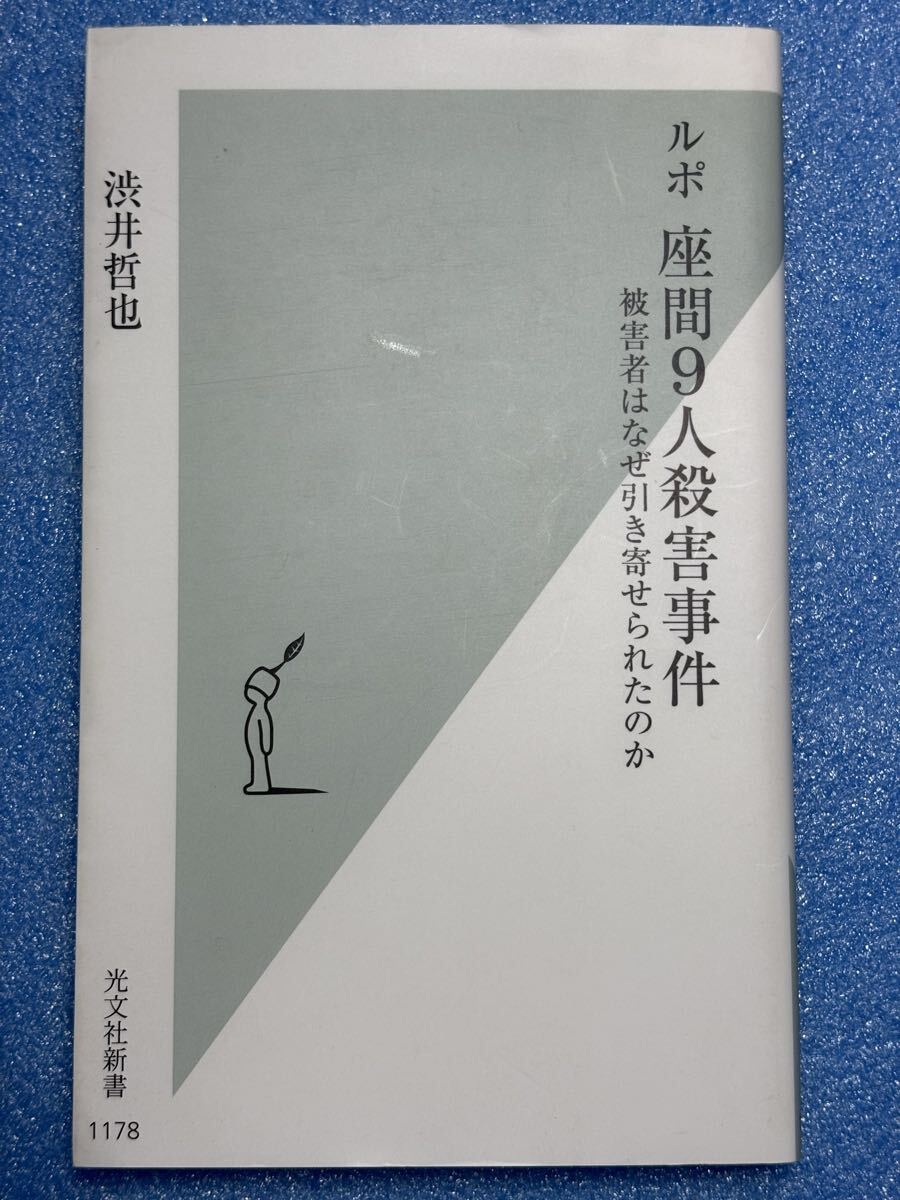 ルポ 座間9人殺害事件
被害者はなぜ引き寄せられたのか
渋井哲也
光文社新書
1178